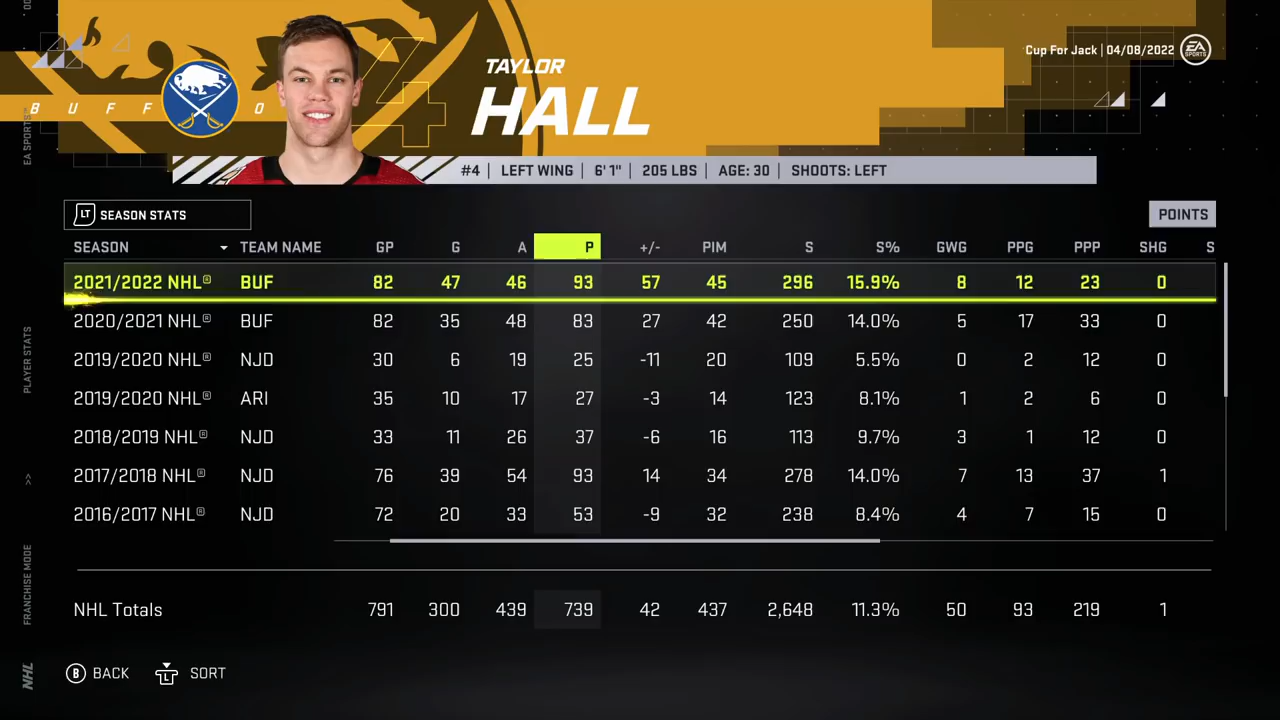 Cup For Jack | 04/08/2022
EA SPORTS
TAYLOR
HALL
4
B U F F O
#4 | LEFT WING | 6' 1" | 205 LBS | AGE: 30 | SHOOTS: LEFT
LT SEASON STATS
POINTS
SEASON TEAM NAME GP G A P +/- PIM S S% GWG PPG PPP SHG S
2021/2022 NHL® BUF 82 47 46 93 57 45 296 15.9% 8 12 23 0
2020/2021 NHL® BUF 82 35 48 83 27 42 250 14.0% 5 17 33 0
2019/2020 NHL® NJD 30 6 19 25 -11 20 109 5.5% 0 2 12 0
2019/2020 NHL® ARI 35 10 17 27 -3 14 123 8.1% 1 2 6 0
2018/2019 NHL® NJD 33 11 26 37 -6 16 113 9.7% 3 1 12 0
2017/2018 NHL® NJD 76 39 54 93 14 34 278 14.0% 7 13 37 1
2016/2017 NHL® NJD 72 20 33 53 -9 32 238 8.4% 4 7 15 0
NHL Totals 791 300 439 739 42 437 2,648 11.3% 50 93 219 1
B BACK L SORT
NHL FRANCHISE MODE >> PLAYER STATS EA SPORTS™